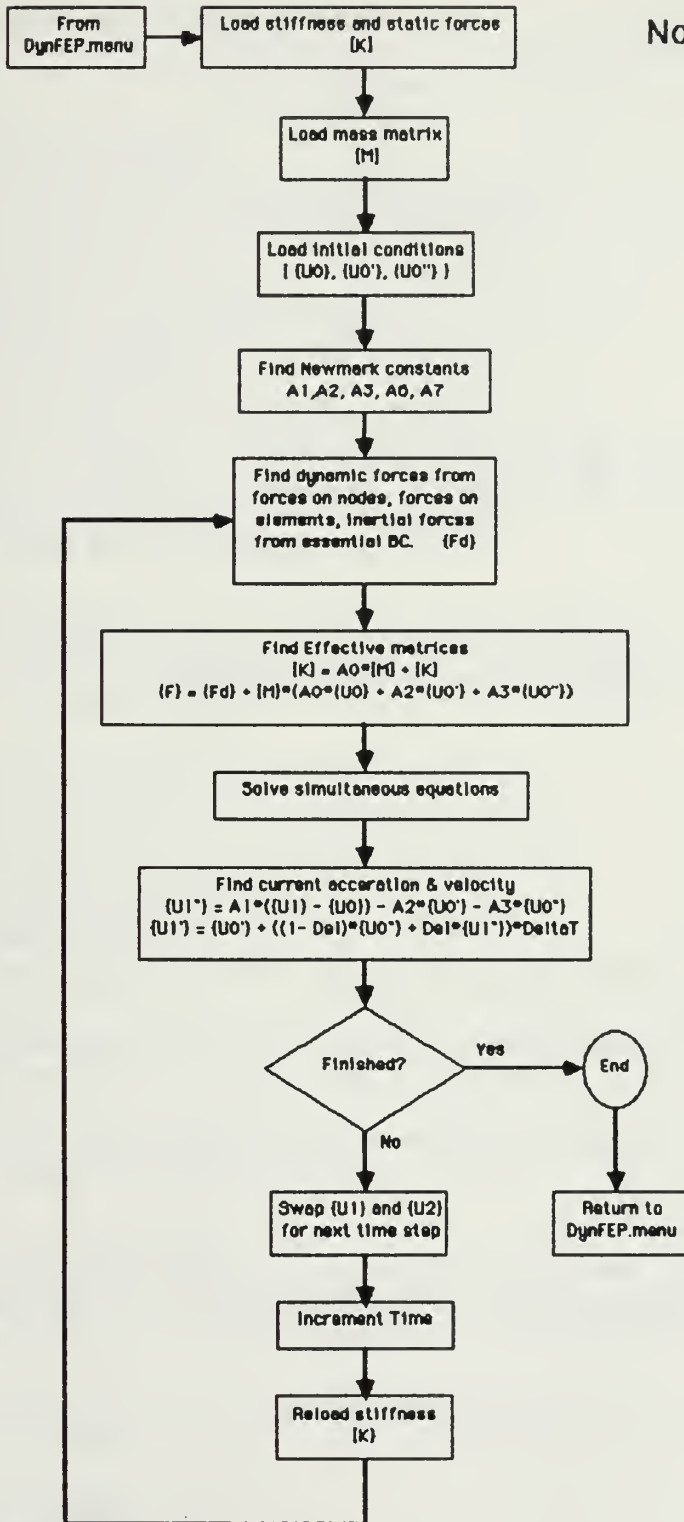 From
DynFEP.menu
Load stiffness and static forces
[K]
No
Load mass matrix
[M]
Load initial conditions
[ {U0}, {U0'}, {U0''} ]
Find Newmark constants
A1,A2, A3, A6, A7
Find dynamic forces from
forces on nodes, forces on
elements, inertial forces
from essential BC. {Fd}
Find Effective metrices
[K] = A0*[M] + [K]
{F} = {Fd} + [M]*(A0*{U0} + A2*{U0'} + A3*{U0''})
Solve simultaneous equations
Find current acceration & velocity
{U1''} = A1*({U1} - {U0}) - A2*{U0'} - A3*{U0''}
{U1'} = {U0'} + ((1- Del)*{U0''} + Del*{U1''})*DeltaT
Finished?
Yes
End
No
Swap {U1} and {U2}
for next time step
Return to
DynFEP.menu
Increment Time
Reload stiffness
[K]